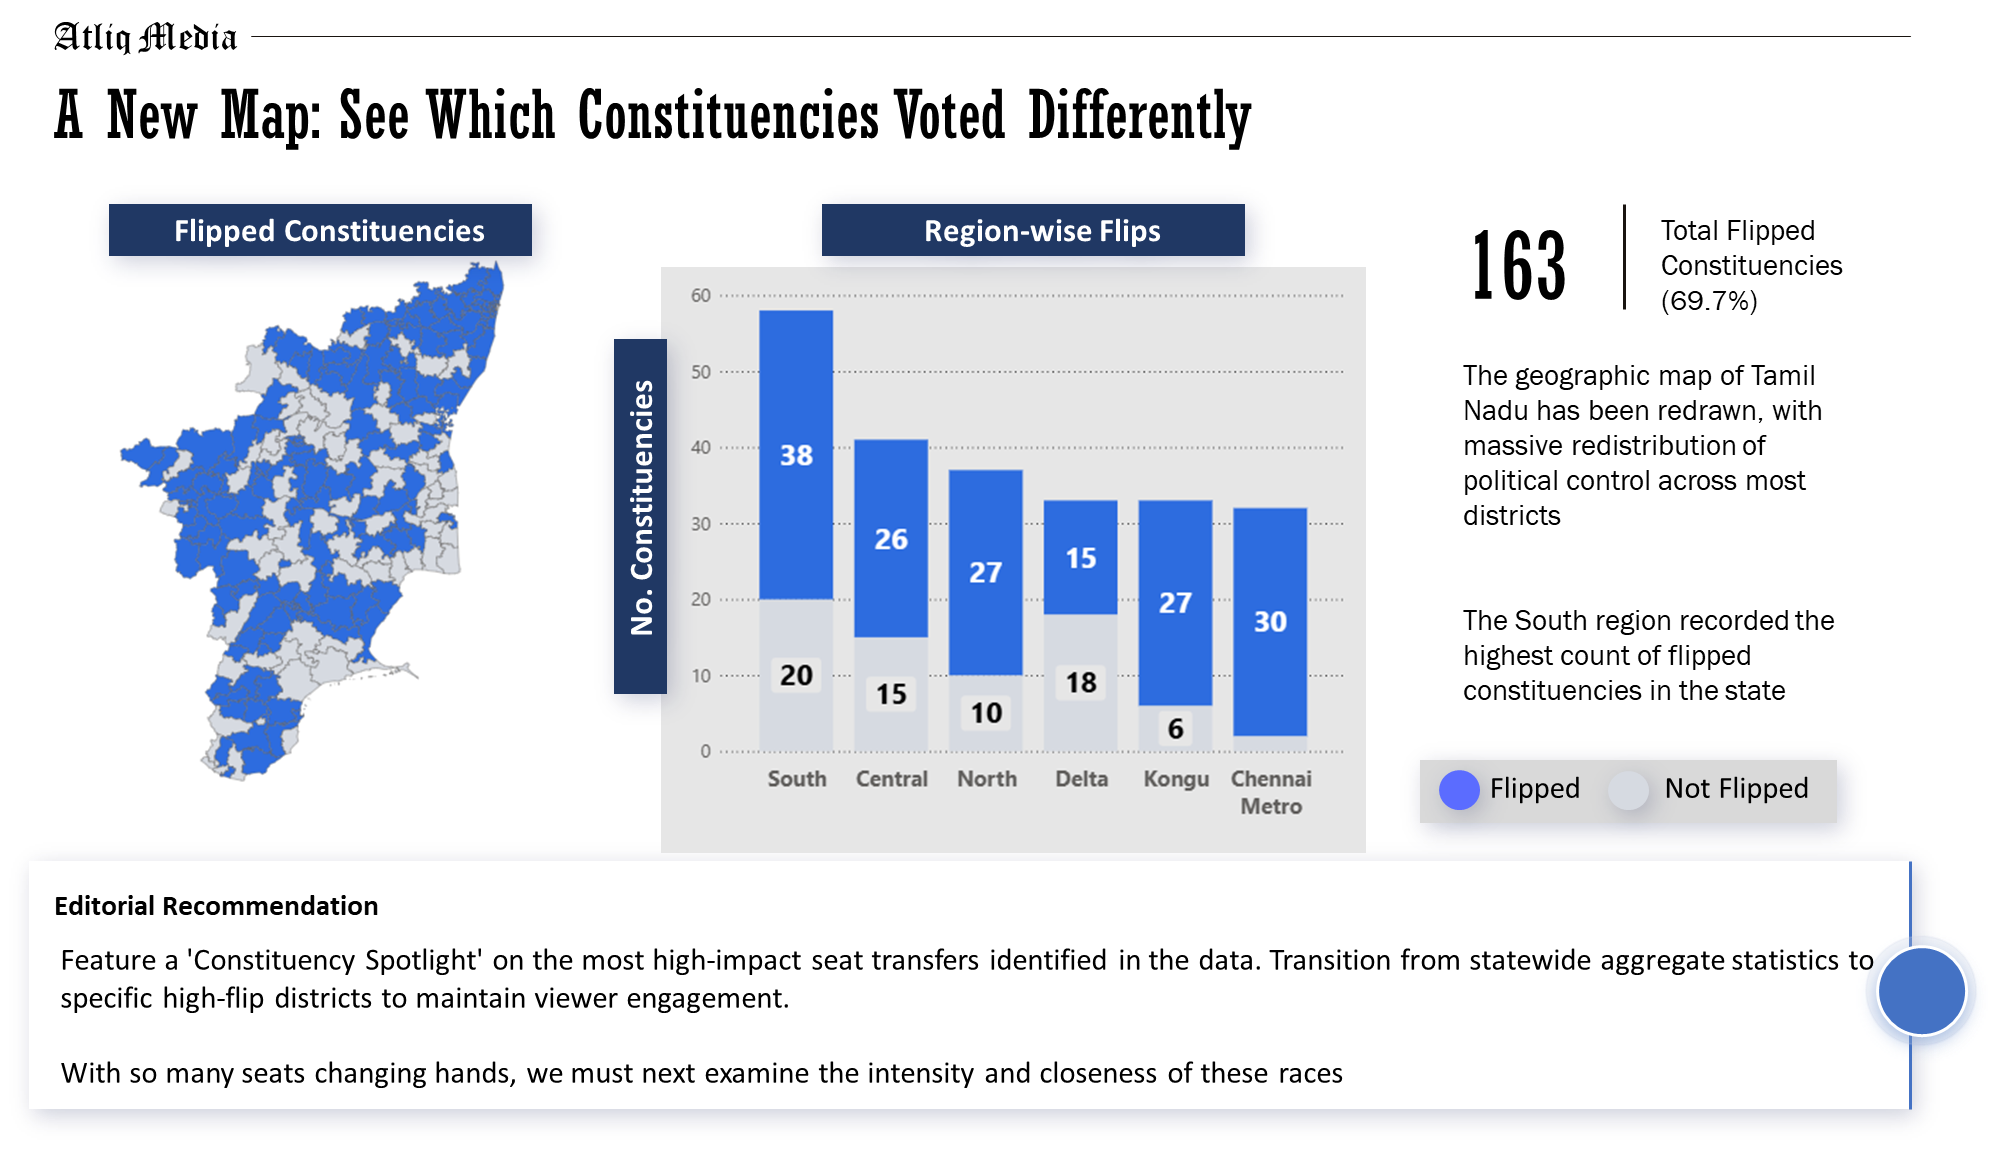 Atliq Media
A New Map: See Which Constituencies Voted Differently
Flipped Constituencies
Region-wise Flips
No. Constituencies
60
50
40
30
20
10
0
38
20
26
15
27
10
15
18
27
6
30
South
Central
North
Delta
Kongu
Chennai
Metro
163
Total Flipped
Constituencies
(69.7%)
The geographic map of Tamil
Nadu has been redrawn, with
massive redistribution of
political control across most
districts
The South region recorded the
highest count of flipped
constituencies in the state
Flipped
Not Flipped
Editorial Recommendation
Feature a 'Constituency Spotlight' on the most high-impact seat transfers identified in the data. Transition from statewide aggregate statistics to
specific high-flip districts to maintain viewer engagement.
With so many seats changing hands, we must next examine the intensity and closeness of these races